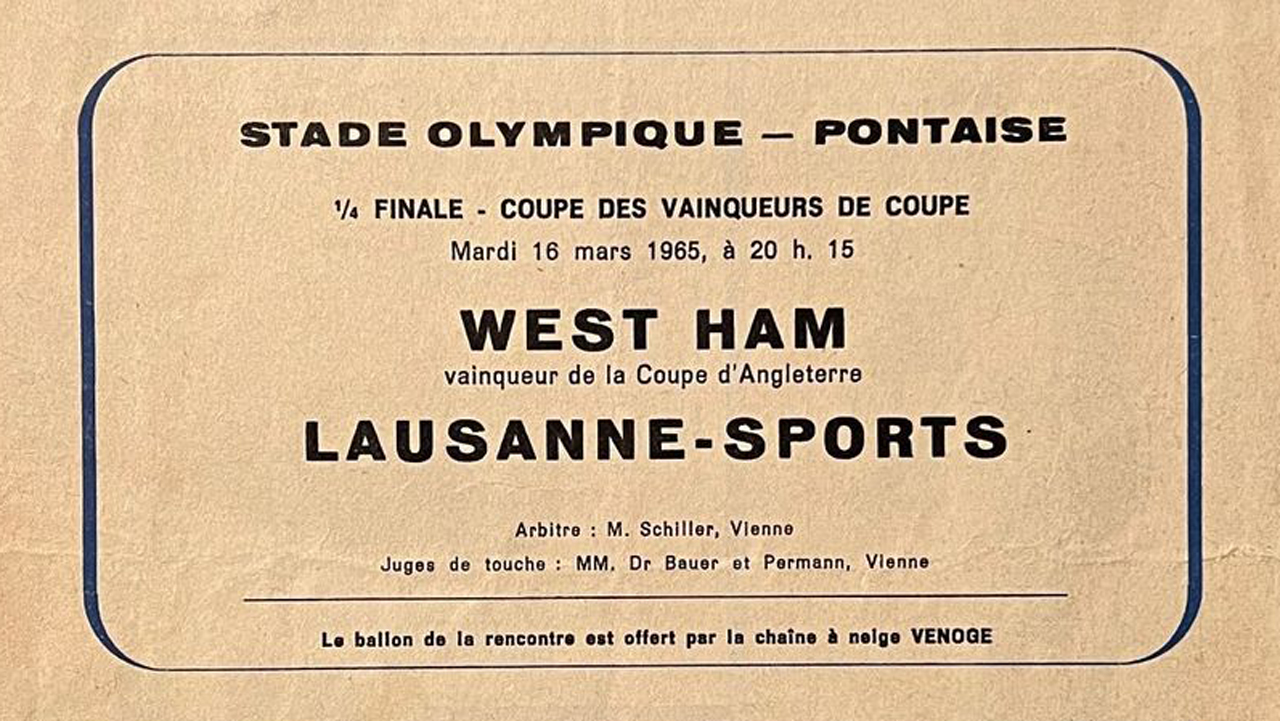 STADE OLYMPIQUE — PONTAISE
¼ FINALE - COUPE DES VAINQUEURS DE COUPE
Mardi 16 mars 1965, à 20 h. 15
WEST HAM
vainqueur de la Coupe d'Angleterre
LAUSANNE-SPORTS
Arbitre : M. Schiller, Vienne
Juges de touche : MM. Dr Bauer et Permann, Vienne
Le ballon de la rencontre est offert par la chaîne à neige VENOGE